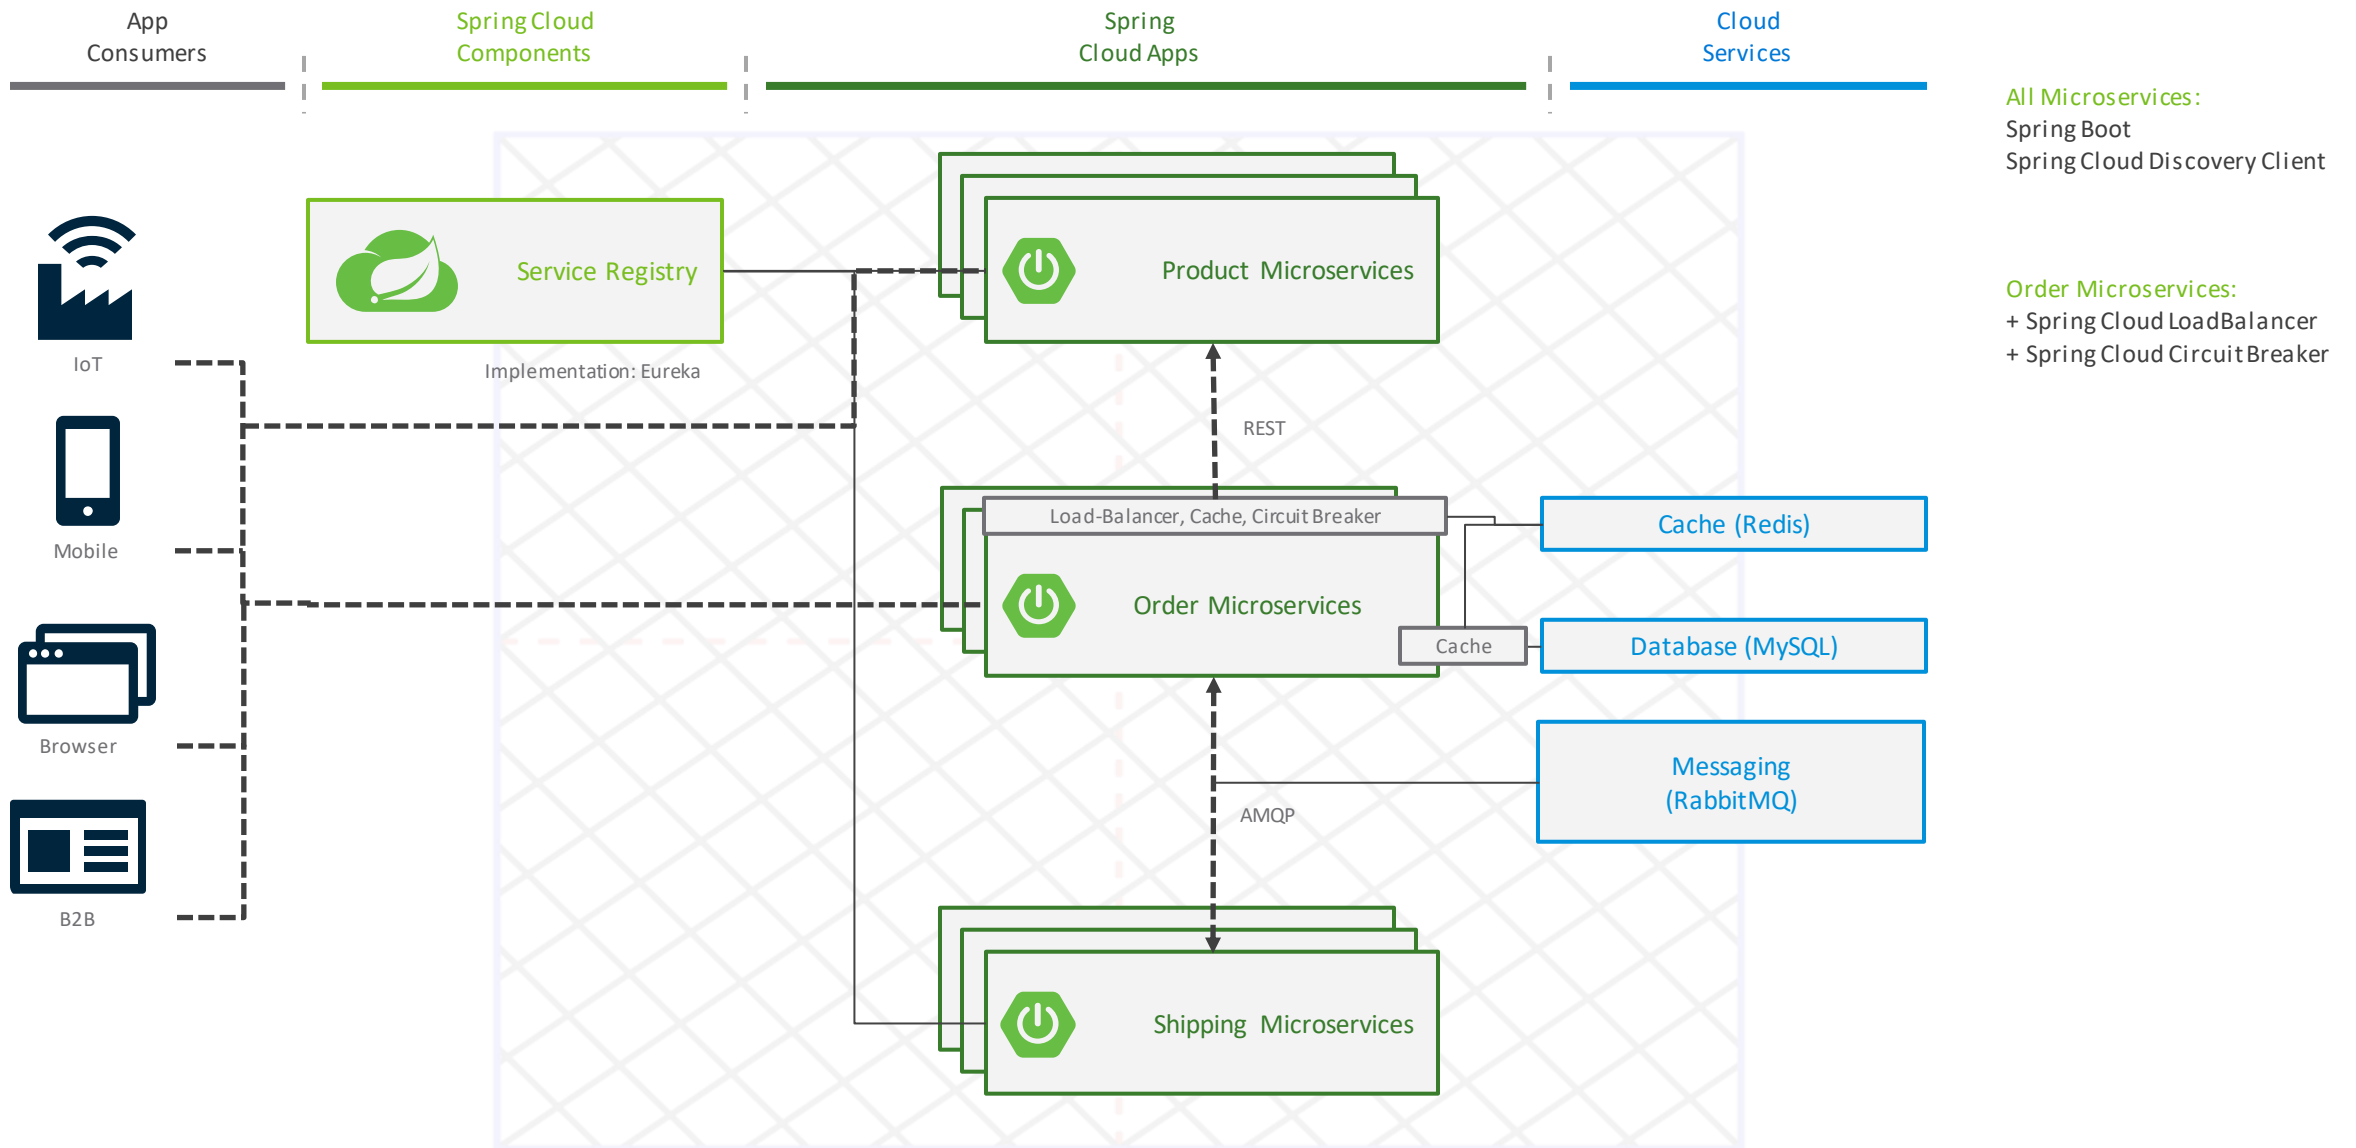 App
Consumers
Spring Cloud
Components
Spring
Cloud Apps
Cloud
Services
All Microservices:
Spring Boot
Spring Cloud Discovery Client
Order Microservices:
+ Spring Cloud LoadBalancer
+ Spring Cloud Circuit Breaker
IoT
Mobile
Browser
B2B
Service Registry
Implementation: Eureka
Product Microservices
REST
Load-Balancer, Cache, Circuit Breaker
Order Microservices
Cache
AMQP
Shipping Microservices
Cache (Redis)
Database (MySQL)
Messaging
(RabbitMQ)